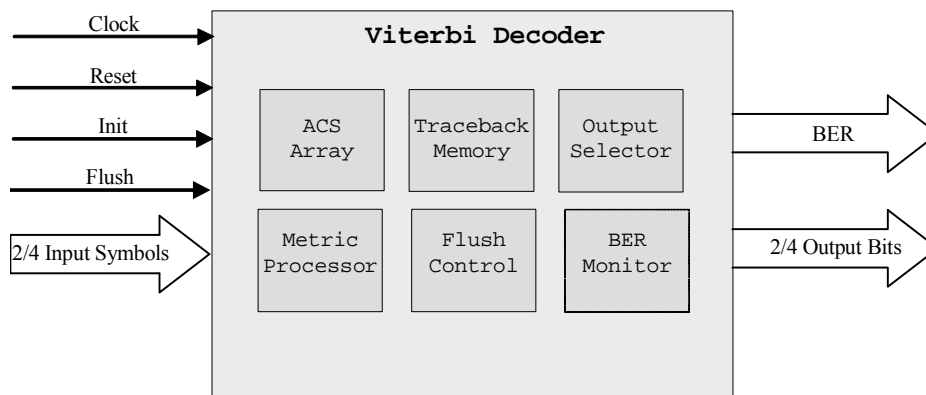 Clock
Reset
Init
Flush
2/4 Input Symbols
Viterbi Decoder
ACS
Array
Traceback
Memory
Output
Selector
Metric
Processor
Flush
Control
BER
Monitor
BER
2/4 Output Bits